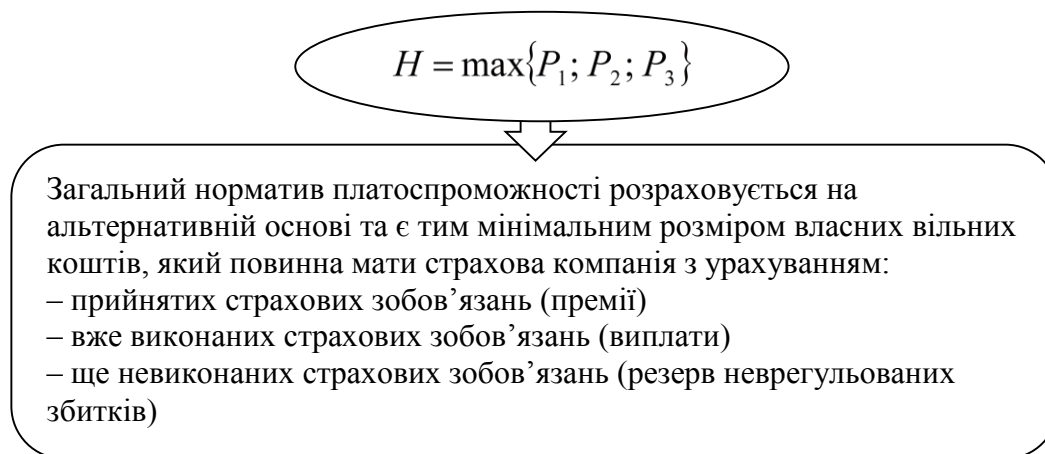 H = max{P₁; P₂; P₃}
Загальний норматив платоспроможності розраховується на
альтернативній основі та є тим мінімальним розміром власних вільних
коштів, який повинна мати страхова компанія з урахуванням:
– прийнятих страхових зобов’язань (премії)
– вже виконаних страхових зобов’язань (виплати)
– ще невиконаних страхових зобов’язань (резерв неврегульованих
збитків)